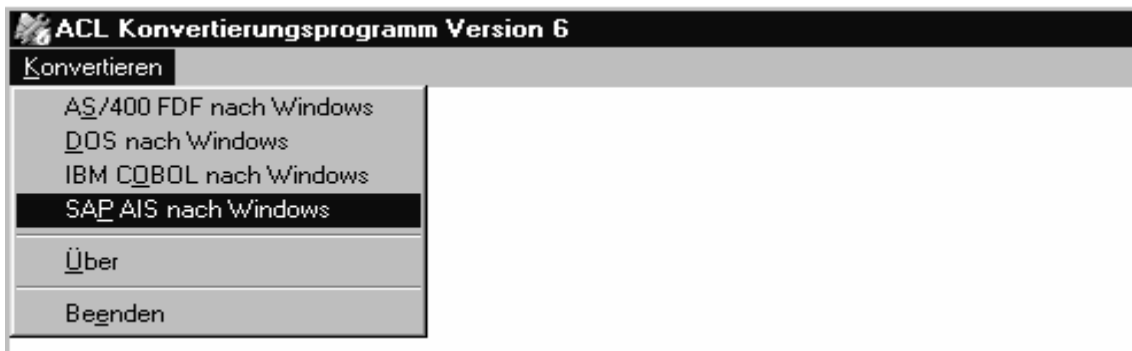 ACL Konvertierungsprogramm Version 6
Konvertieren
AS/400 FDF nach Windows
DOS nach Windows
IBM COBOL nach Windows
SAP AIS nach Windows
Über
Beenden